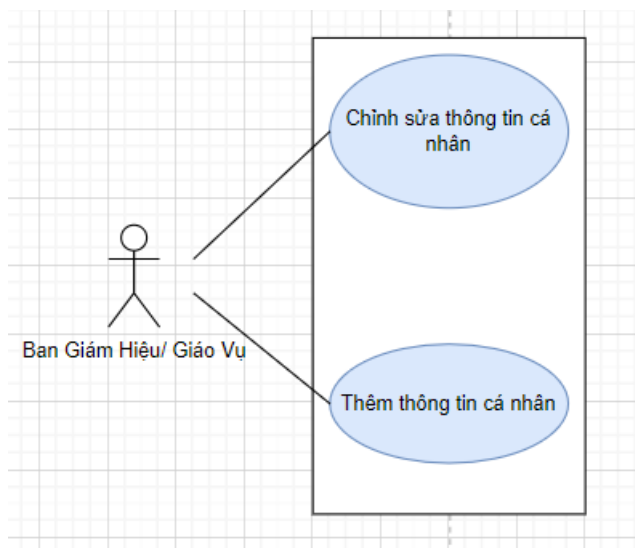 Chỉnh sửa thông tin cá
nhân
Ban Giám Hiệu/ Giáo Vụ
Thêm thông tin cá nhân